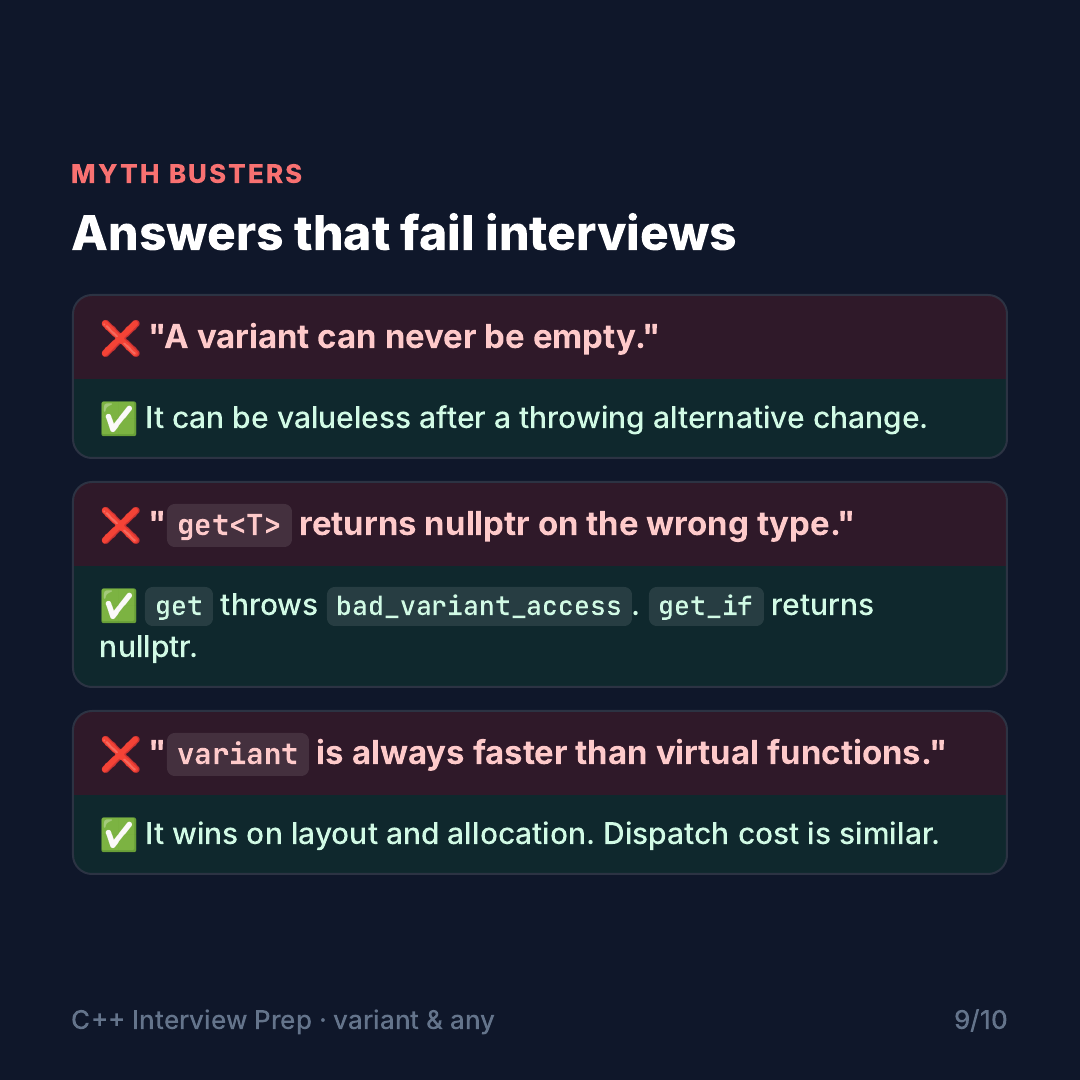 MYTH BUSTERS
Answers that fail interviews
❌ "A variant can never be empty."
✅ It can be valueless after a throwing alternative change.
❌ "get<T> returns nullptr on the wrong type."
✅ get throws bad_variant_access. get_if returns
nullptr.
❌ "variant is always faster than virtual functions."
✅ It wins on layout and allocation. Dispatch cost is similar.
C++ Interview Prep · variant & any
9/10